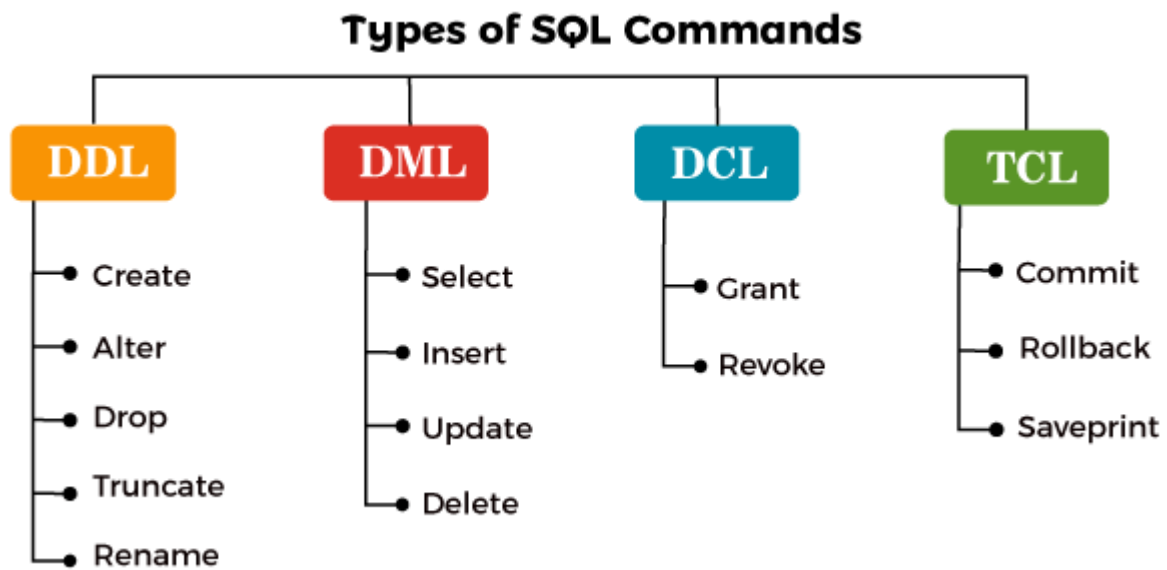 Types of SQL Commands
DDL
Create
Alter
Drop
Truncate
Rename
DML
Select
Insert
Update
Delete
DCL
Grant
Revoke
TCL
Commit
Rollback
Saveprint